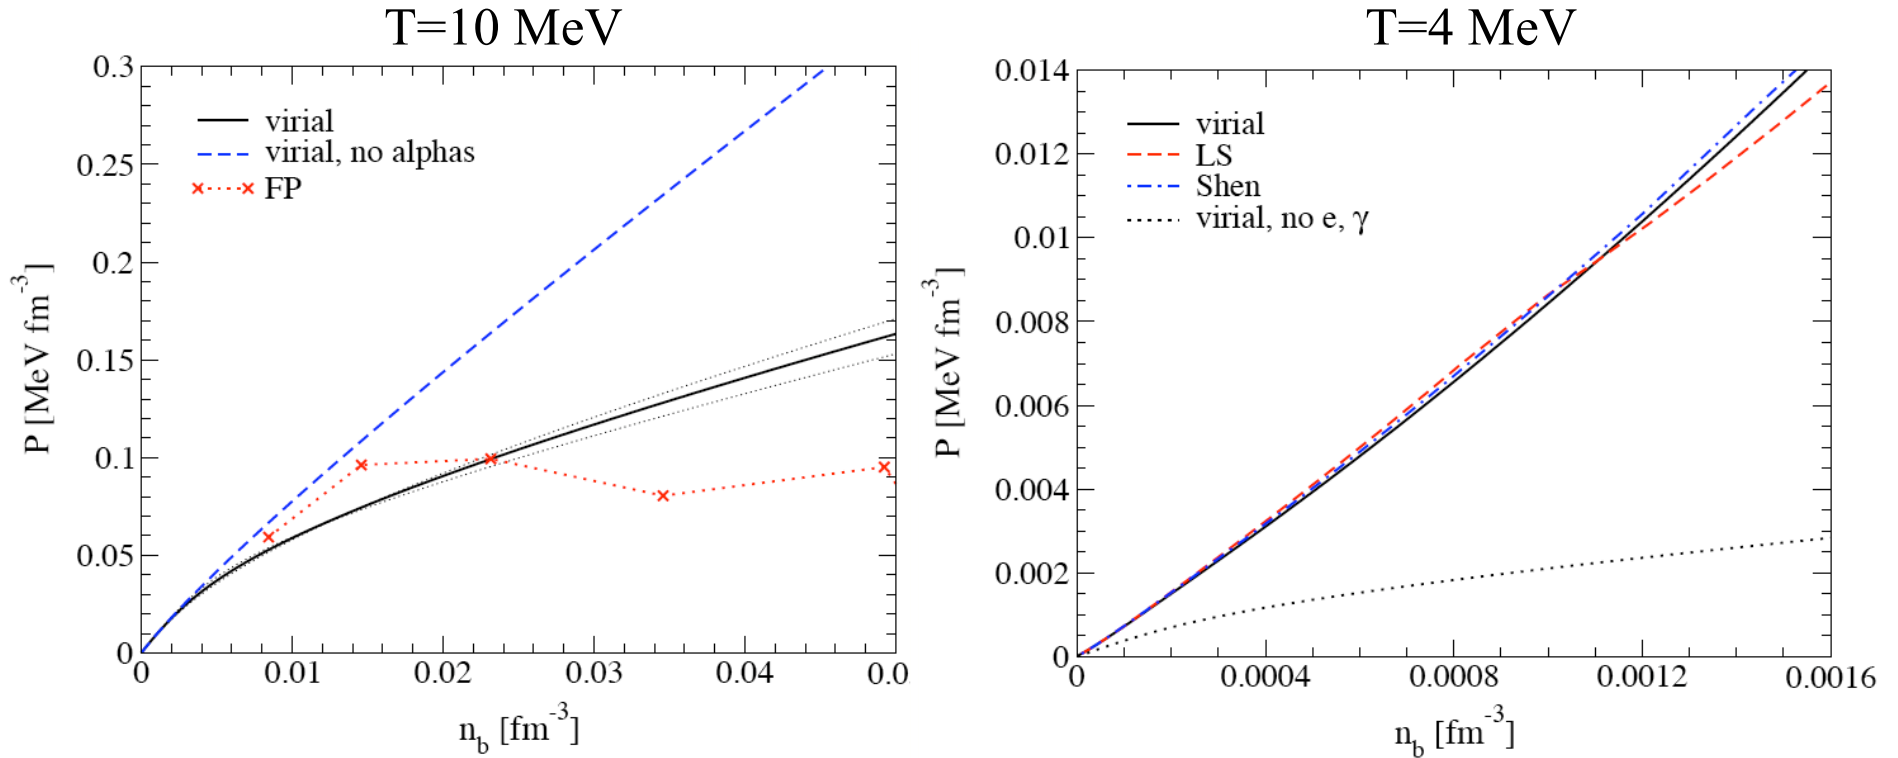 T=10 MeV
0.3
0.25
0.2
0.15
0.1
0.05
0
0
0.01
0.02
0.03
0.04
0.0
P [MeV fm-3]
nb [fm-3]
virial
virial, no alphas
FP
T=4 MeV
0.014
0.012
0.01
0.008
0.006
0.004
0.002
0
0
0.0004
0.0008
0.0012
0.0016
P [MeV fm-3]
nb [fm-3]
virial
LS
Shen
virial, no e, γ